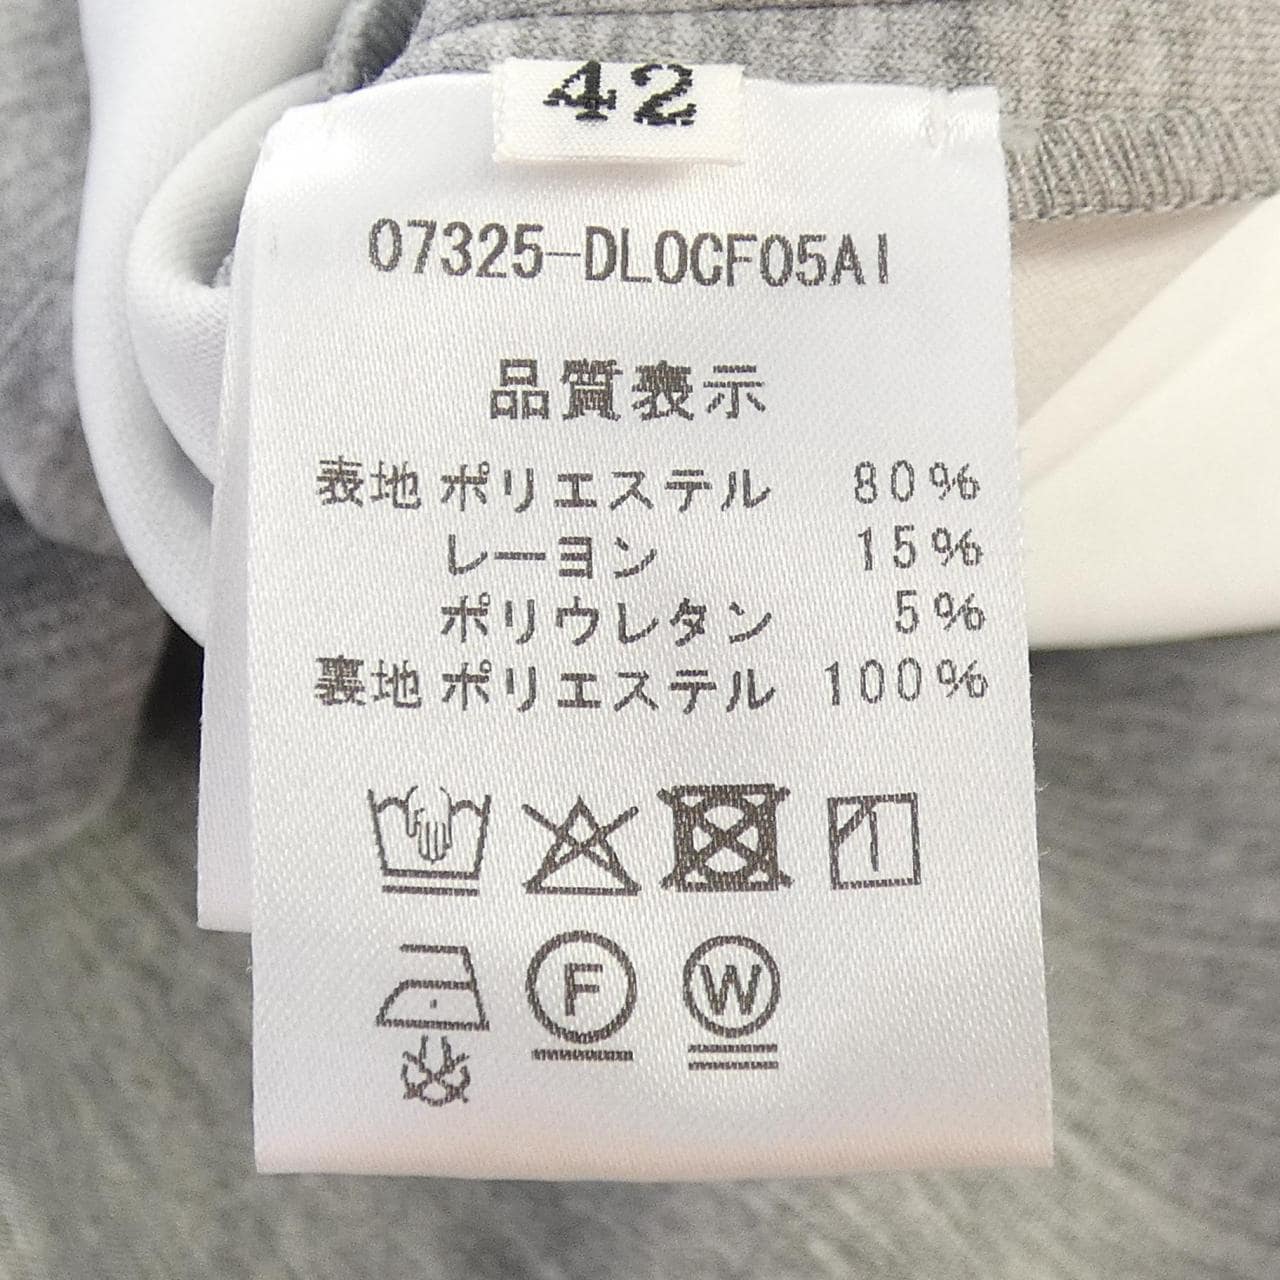 42
07325-DL0CF05A1
品質表示
表地 ポリエステル 80%
レーヨン 15%
ポリウレタン 5%
裏地 ポリエステル 100%
F W